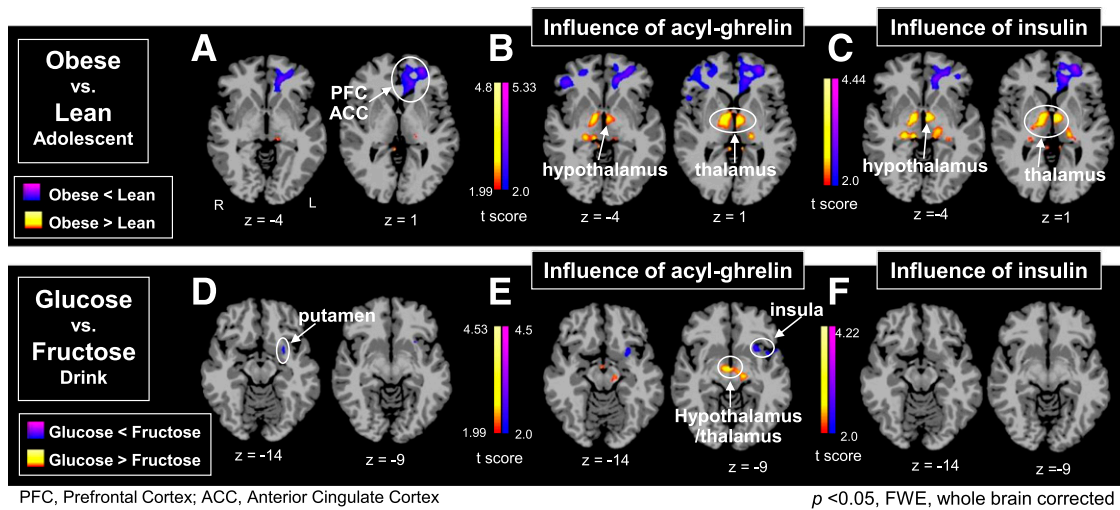 Obese
vs.
Lean
Adolescent
Obese < Lean
Obese > Lean
A
PFC
ACC
R
L
z = -4
z = 1
4.8
5.33
1.99
2.0
t score
Influence of acyl-ghrelin
B
hypothalamus
thalamus
z = -4
z = 1
4.44
2.0
t score
Influence of insulin
C
hypothalamus
thalamus
z = -4
z =1
Glucose
vs.
Fructose
Drink
Glucose < Fructose
Glucose > Fructose
D
putamen
z = -14
z = -9
4.53
4.5
1.99
2.0
t score
Influence of acyl-ghrelin
E
insula
Hypothalamus
/thalamus
z = -14
z = -9
4.22
2.0
t score
Influence of insulin
F
z = -14
z =-9
PFC, Prefrontal Cortex; ACC, Anterior Cingulate Cortex
p <0.05, FWE, whole brain corrected